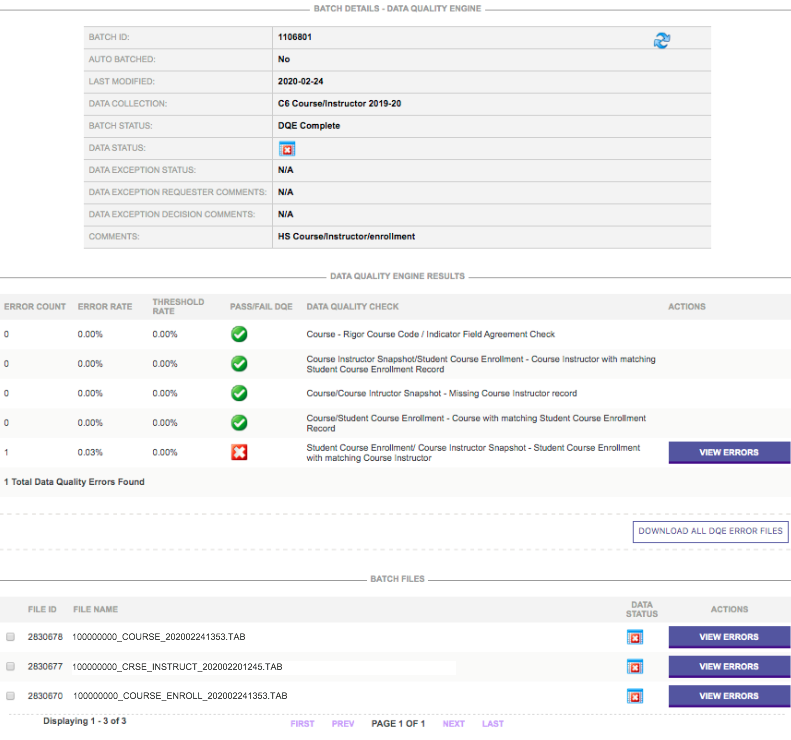 BATCH DETAILS - DATA QUALITY ENGINE
BATCH ID: 1106801
AUTO BATCHED: No
LAST MODIFIED: 2020-02-24
DATA COLLECTION: C6 Course/Instructor 2019-20
BATCH STATUS: DQE Complete
DATA STATUS:
DATA EXCEPTION STATUS: N/A
DATA EXCEPTION REQUESTER COMMENTS: N/A
DATA EXCEPTION DECISION COMMENTS: N/A
COMMENTS: HS Course/Instructor/enrollment
DATA QUALITY ENGINE RESULTS
ERROR COUNT ERROR RATE THRESHOLD RATE PASS/FAIL DQE DATA QUALITY CHECK ACTIONS
0 0.00% 0.00% Course - Rigor Course Code / Indicator Field Agreement Check
0 0.00% 0.00% Course Instructor Snapshot/Student Course Enrollment - Course Instructor with matching
Student Course Enrollment Record
0 0.00% 0.00% Course/Course Intructor Snapshot - Missing Course Instructor record
0 0.00% 0.00% Course/Student Course Enrollment - Course with matching Student Course Enrollment
Record
1 0.03% 0.00% Student Course Enrollment/ Course Instructor Snapshot - Student Course Enrollment
with matching Course Instructor VIEW ERRORS
1 Total Data Quality Errors Found
DOWNLOAD ALL DQE ERROR FILES
BATCH FILES
FILE ID FILE NAME DATA STATUS ACTIONS
2830678 100000000_COURSE_202002241353.TAB VIEW ERRORS
2830677 100000000_CRSE_INSTRUCT_202002201245.TAB VIEW ERRORS
2830670 100000000_COURSE_ENROLL_202002241353.TAB VIEW ERRORS
Displaying 1 - 3 of 3 FIRST PREV PAGE 1 OF 1 NEXT LAST